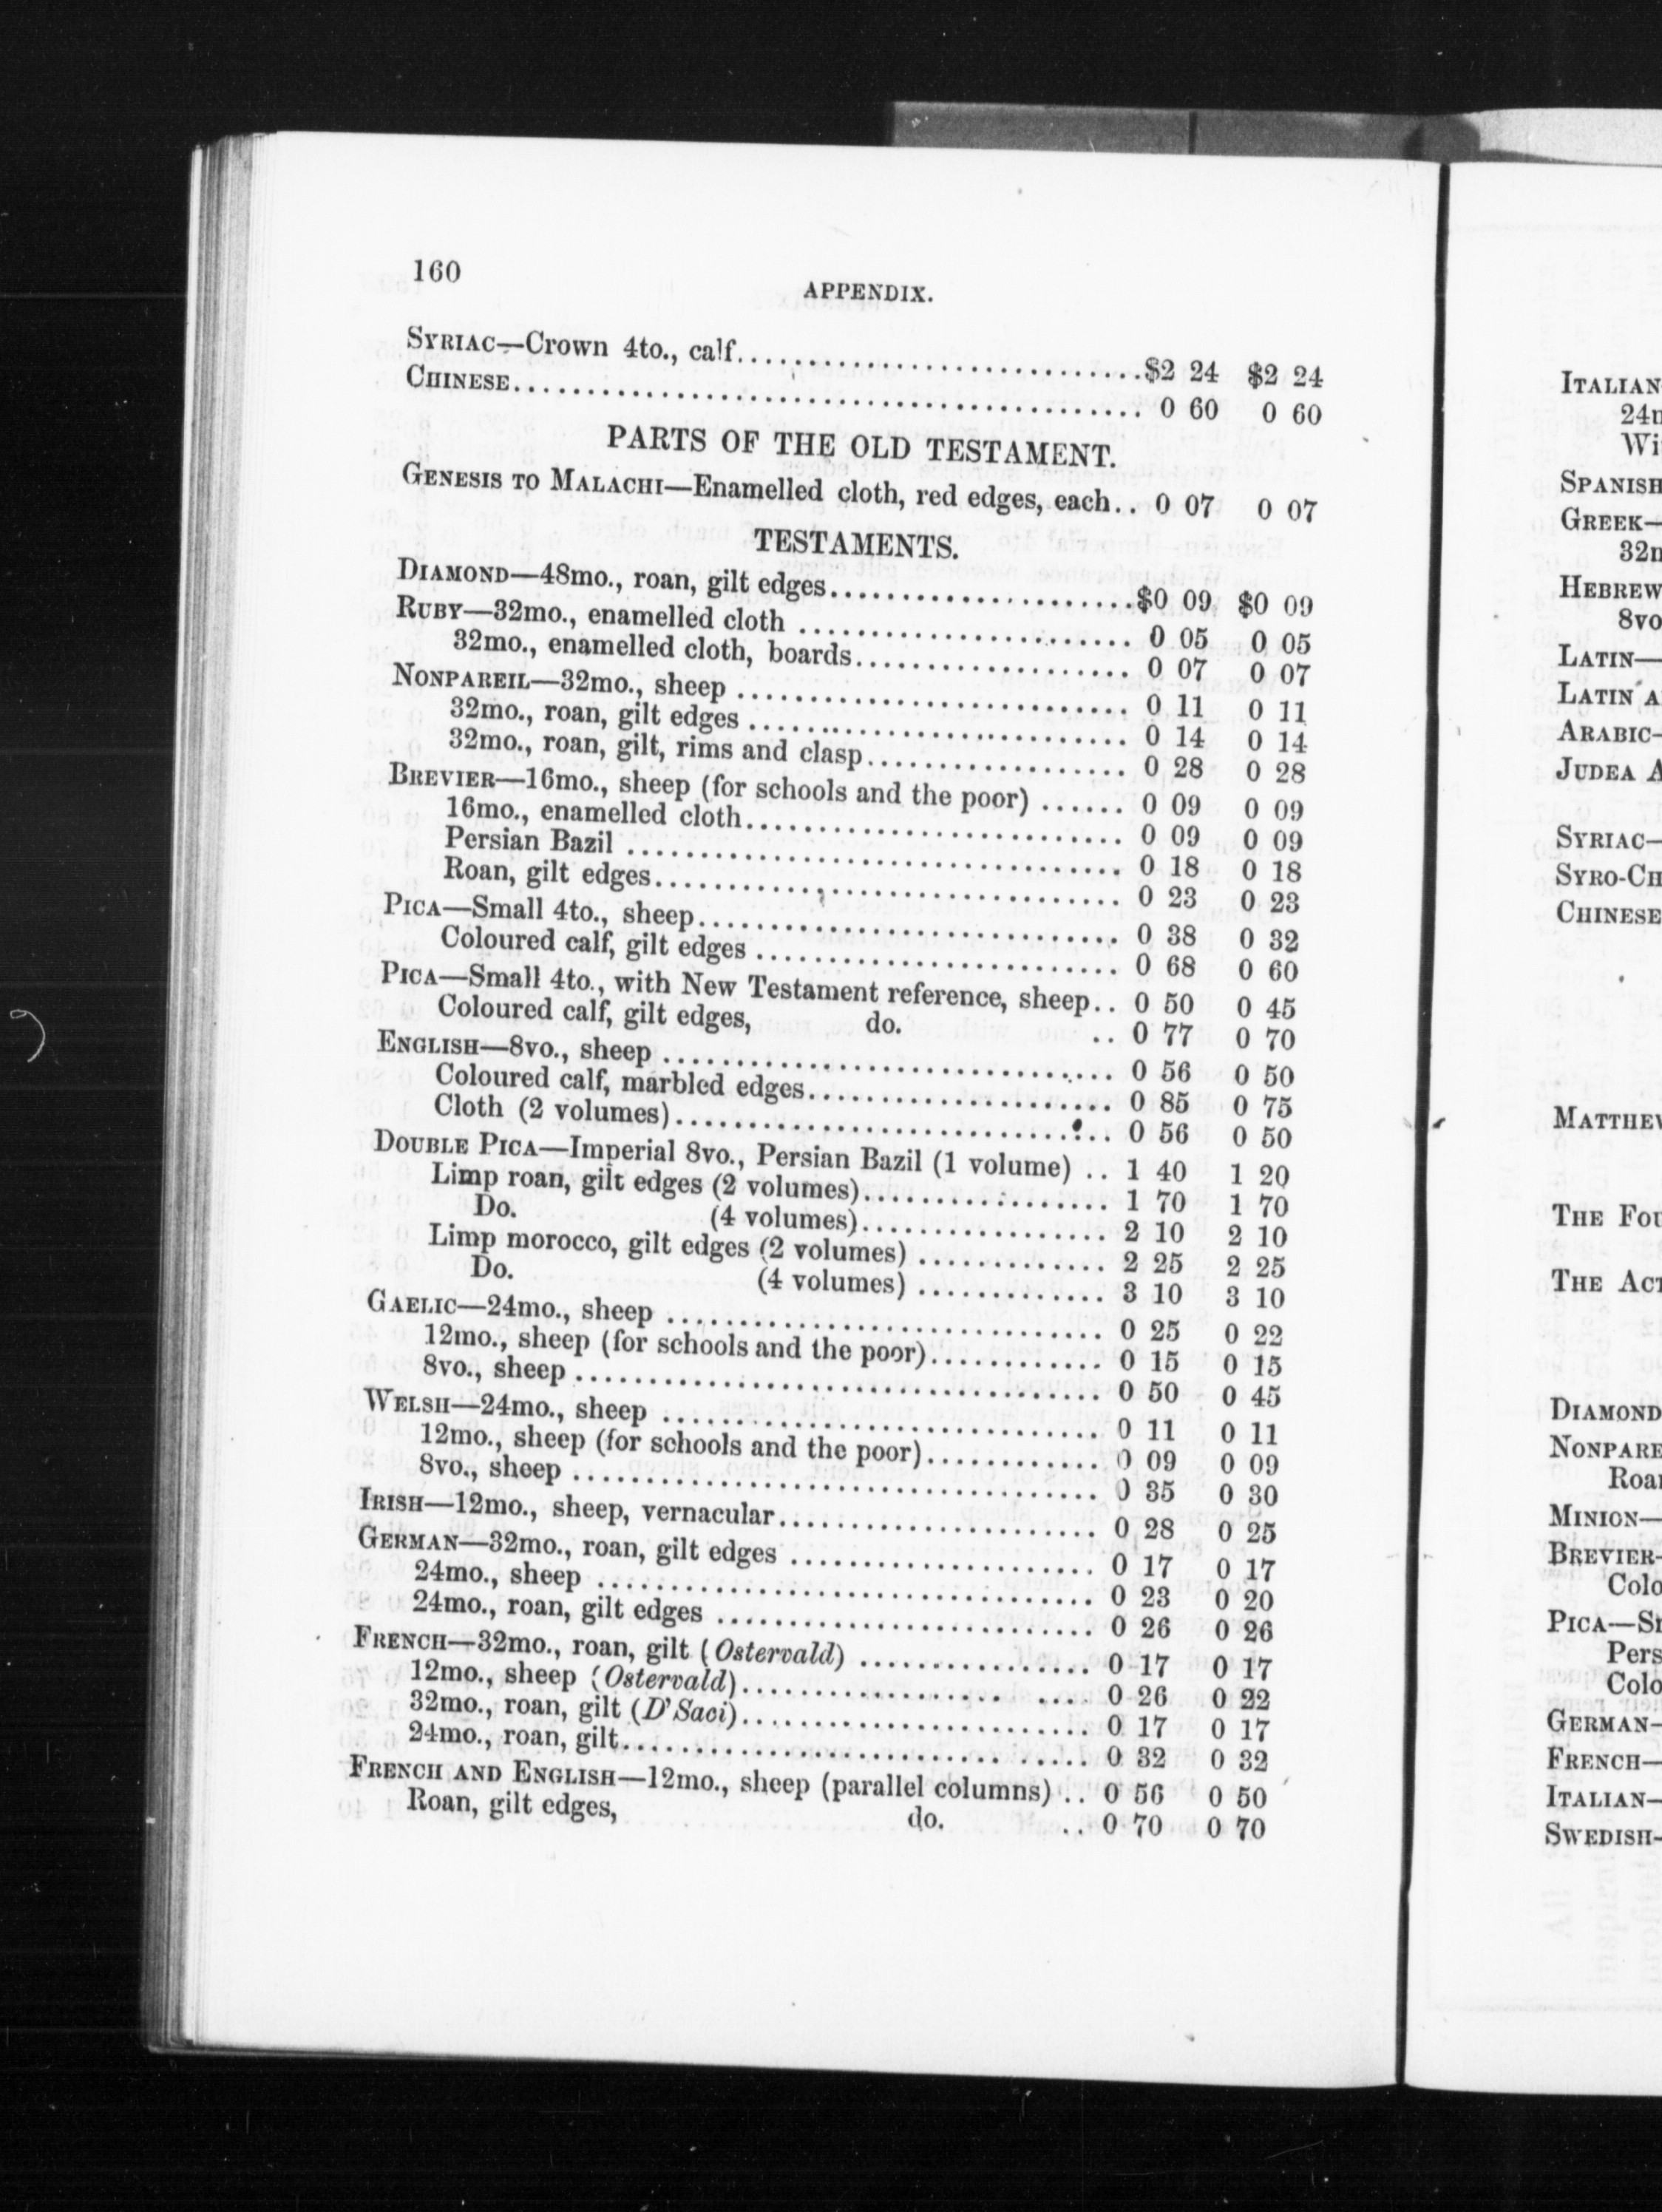 160
APPENDIX.
SYRIAC—Crown 4to., calf............................$2 24 $2 24
CHINESE............................................ 0 60 0 60
PARTS OF THE OLD TESTAMENT.
GENESIS TO MALACHI—Enamelled cloth, red edges, each.. 0 07 0 07
TESTAMENTS.
DIAMOND—48mo., roan, gilt edges.....................$0 09 $0 09
RUBY—32mo., enamelled cloth ....................... 0 05 0 05
32mo., enamelled cloth, boards................... 0 07 0 07
NONPAREIL—32mo., sheep ........................... 0 11 0 11
32mo., roan, gilt edges .......................... 0 14 0 14
32mo., roan, gilt, rims and clasp.................. 0 28 0 28
BREVIER—16mo., sheep (for schools and the poor) ...... 0 09 0 09
16mo., enamelled cloth.......................... 0 09 0 09
Persian Bazil .................................. 0 18 0 18
Roan, gilt edges................................ 0 23 0 23
PICA—Small 4to., sheep............................. 0 38 0 32
Coloured calf, gilt edges ......................... 0 68 0 60
PICA—Small 4to., with New Testament reference, sheep.. 0 50 0 45
Coloured calf, gilt edges, do. .. 0 77 0 70
ENGLISH—8vo., sheep ............................... 0 56 0 50
Coloured calf, marbled edges..................... 0 85 0 75
Cloth (2 volumes).............................. 0 56 0 50
DOUBLE PICA—Imperial 8vo., Persian Bazil (1 volume) .. 1 40 1 20
Limp roan, gilt edges (2 volumes)................. 1 70 1 70
Do. (4 volumes)................. 2 10 2 10
Limp morocco, gilt edges (2 volumes) ............. 2 25 2 25
Do. (4 volumes) ............. 3 10 3 10
GAELIC—24mo., sheep .............................. 0 25 0 22
12mo., sheep (for schools and the poor)............ 0 15 0 15
8vo., sheep .................................... 0 50 0 45
WELSH—24mo., sheep ................................ 0 11 0 11
12mo., sheep (for schools and the poor)............ 0 09 0 09
8vo., sheep .................................... 0 35 0 30
IRISH—12mo., sheep, vernacular...................... 0 28 0 25
GERMAN—32mo., roan, gilt edges ..................... 0 17 0 17
24mo., sheep .................................. 0 23 0 20
24mo., roan, gilt edges .......................... 0 26 0 26
FRENCH—32mo., roan, gilt (Ostervald) ................ 0 17 0 17
12mo., sheep (Ostervald).................. .... 0 26 0 22
32mo., roan, gilt (D'Saci)........................ 0 17 0 17
24mo., roan, gilt................................ 0 32 0 32
FRENCH AND ENGLISH—12mo., sheep (parallel columns) .. 0 56 0 50
Roan, gilt edges, do. .. 0 70 0 70
ITALIAN
SPANISH
GREEK—
HEBREW
8vo
LATIN—
LATIN
ARABIC—
JUDEA
SYRIAC—
CHINESE
THE
THE
DIAMOND
MINION—
BREVIER—
PICA—
GERMAN—
FRENCH—
ITALIAN—
SWEDISH—